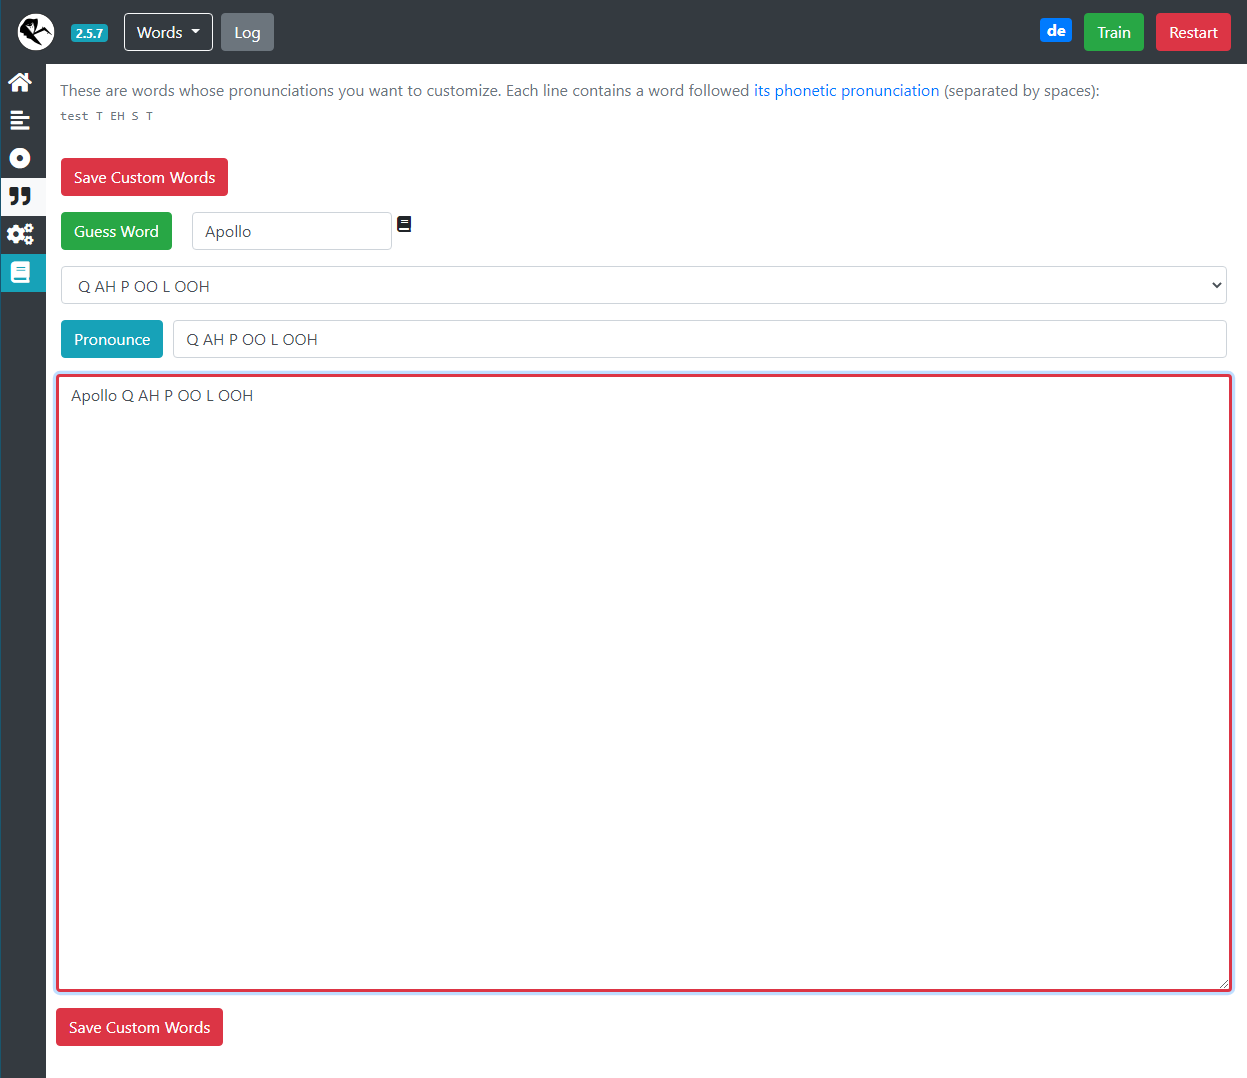 2.5.7 Words Log de Train Restart
These are words whose pronunciations you want to customize. Each line contains a word followed its phonetic pronunciation (separated by spaces):
test T EH S T
Save Custom Words
Guess Word Apollo
Q AH P OO L OOH
Pronounce Q AH P OO L OOH
Apollo Q AH P OO L OOH
Save Custom Words